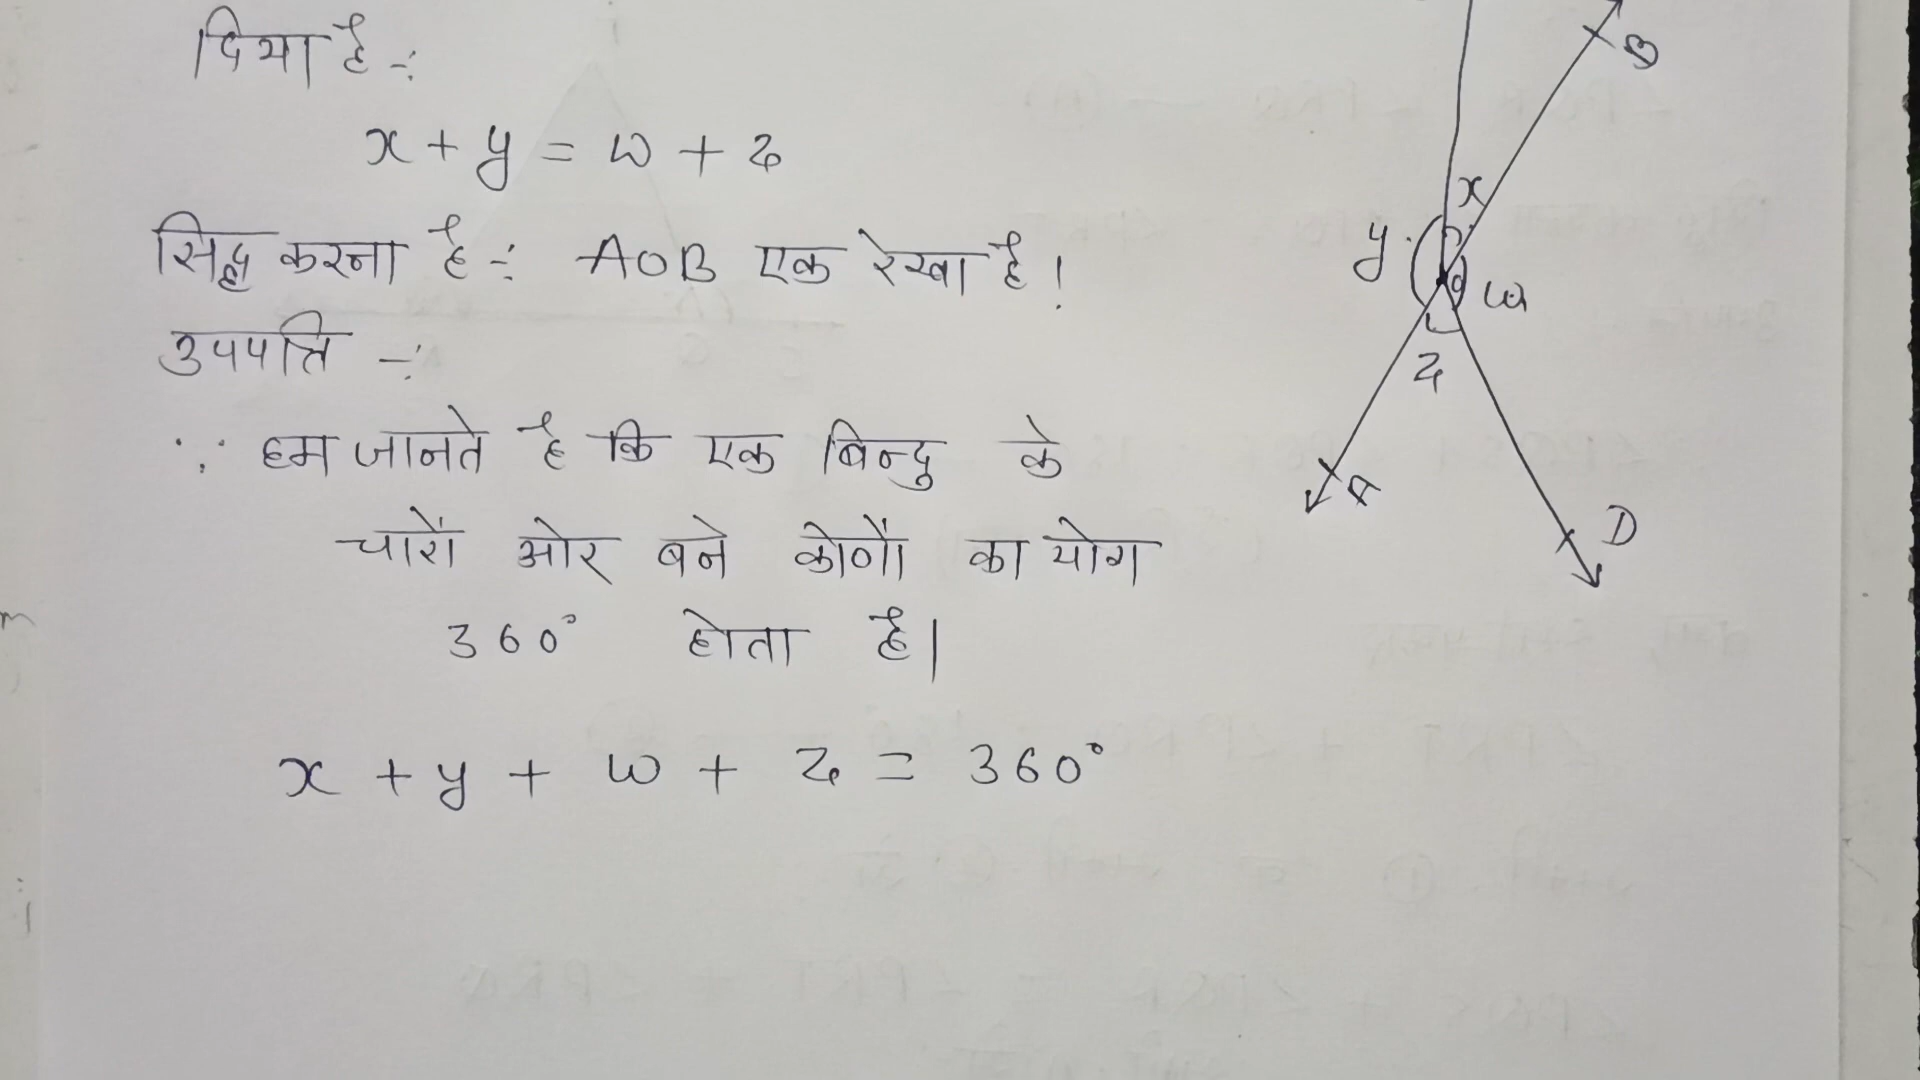 दिया है -:
x + y = w + z
सिद्ध करना है -: AOB एक रेखा है।
उपपत्ति -:
∵ हम जानते है कि एक बिन्दु के
चारों ओर बने कोणों का योग
360° होता है।
x + y + w + z = 360°
B
x
y
w
z
A
D